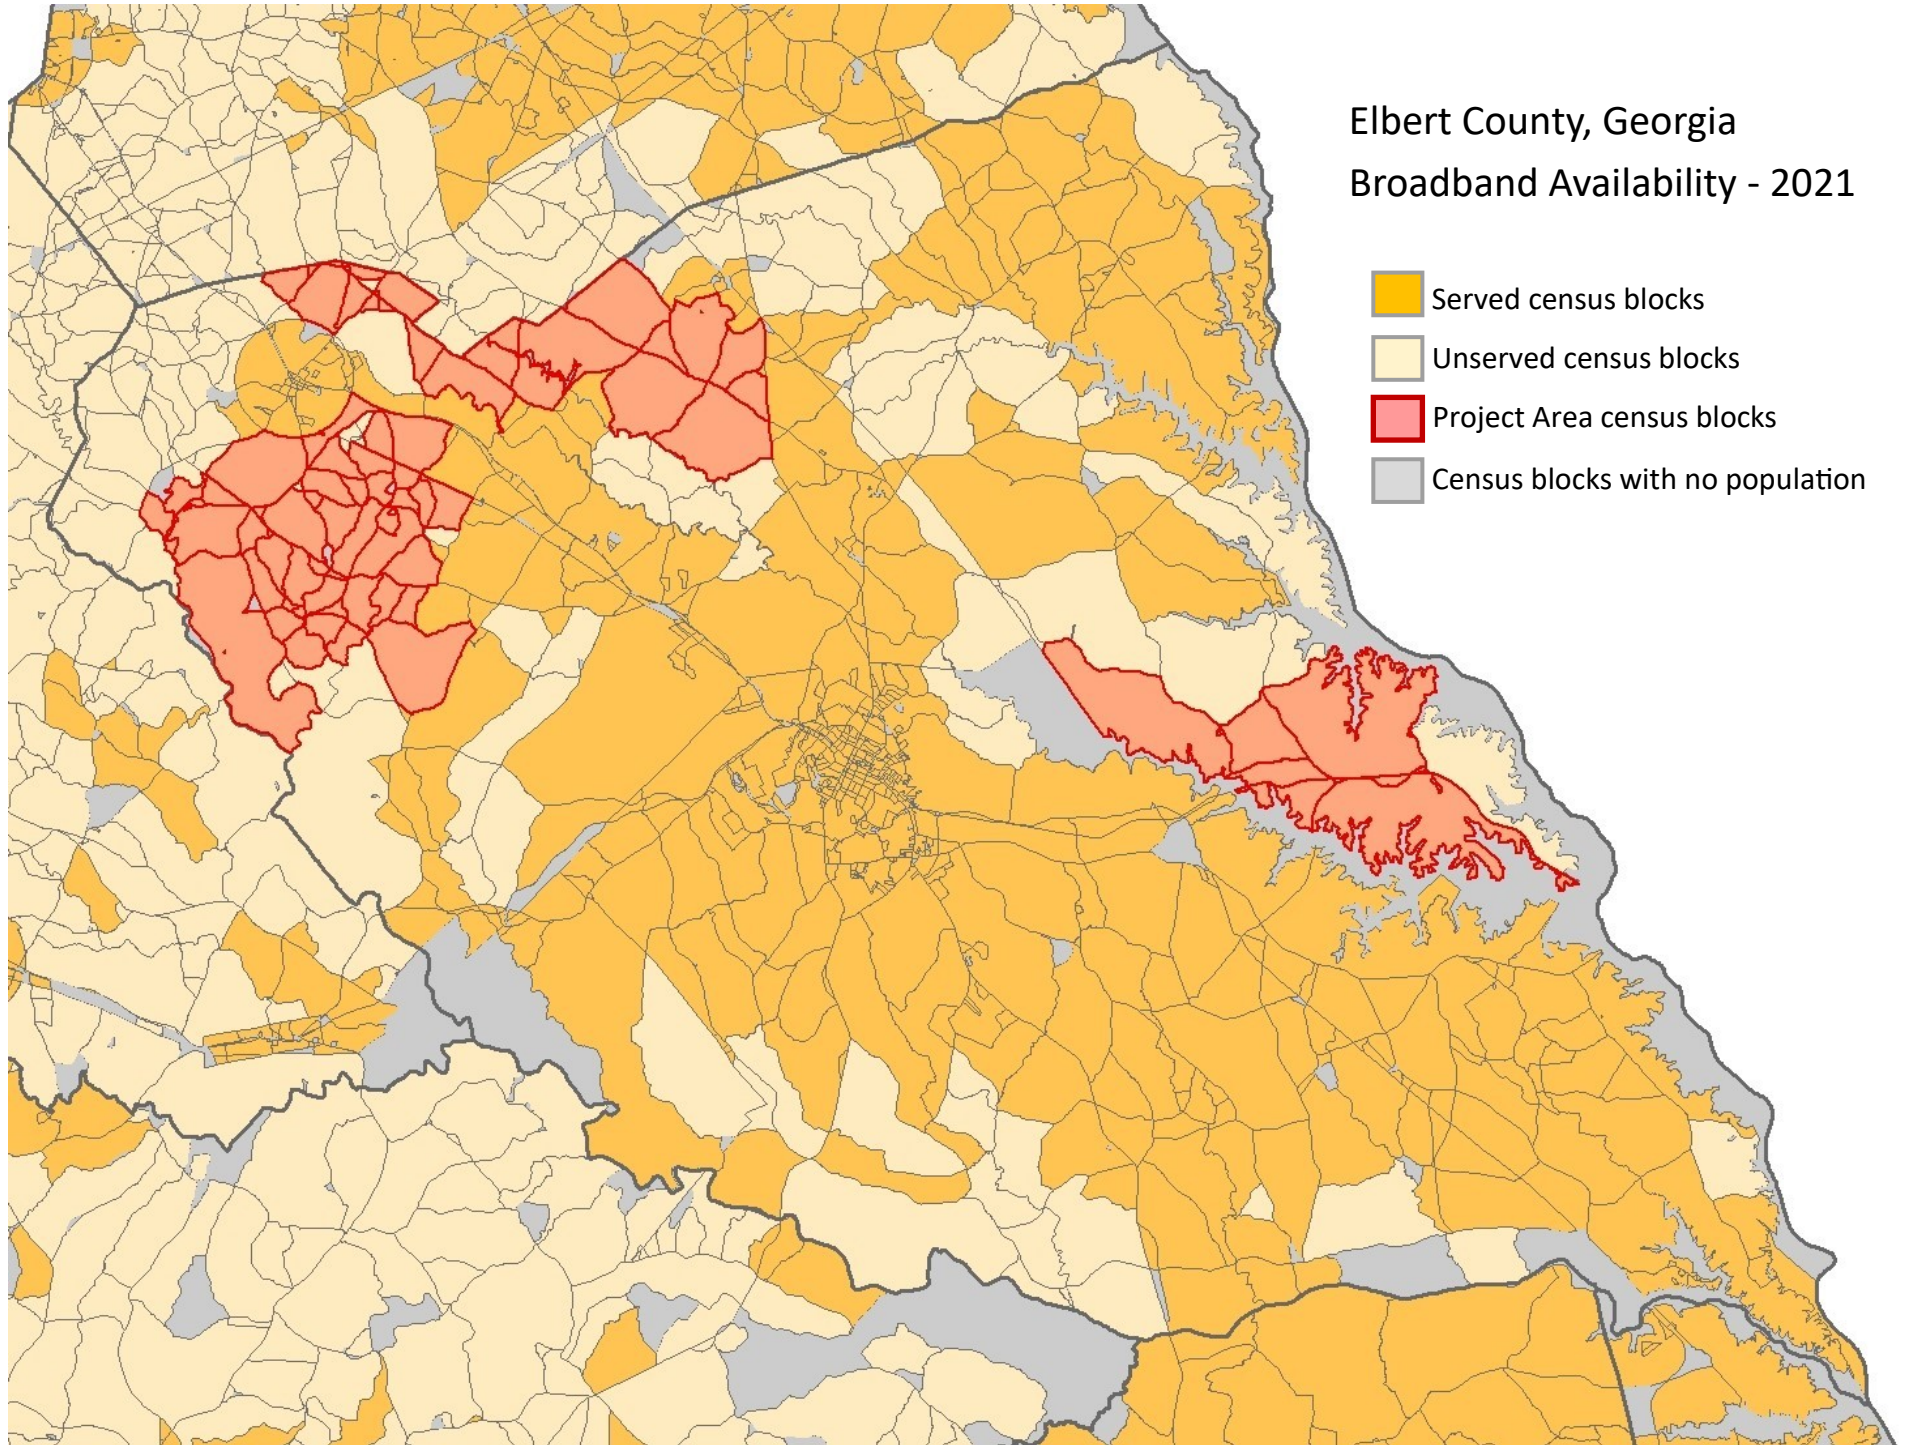 Elbert County, Georgia
Broadband Availability - 2021
Served census blocks
Unserved census blocks
Project Area census blocks
Census blocks with no population